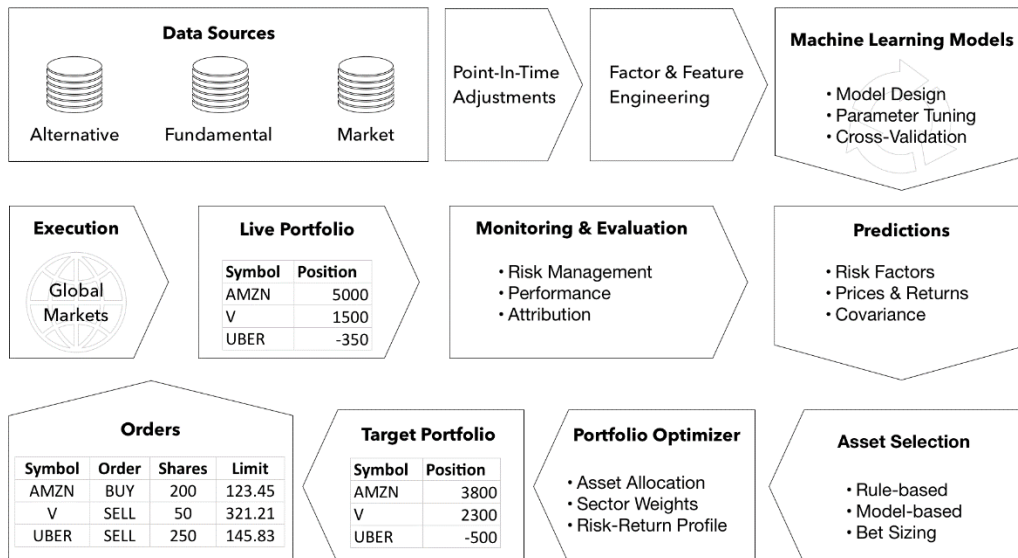 Data Sources
Alternative
Fundamental
Market
Point-In-Time
Adjustments
Factor & Feature
Engineering
Machine Learning Models
• Model Design
• Parameter Tuning
• Cross-Validation
Execution
Global
Markets
Live Portfolio
Symbol Position
AMZN 5000
V 1500
UBER -350
Monitoring & Evaluation
• Risk Management
• Performance
• Attribution
Predictions
• Risk Factors
• Prices & Returns
• Covariance
Orders
Symbol Order Shares Limit
AMZN BUY 200 123.45
V SELL 50 321.21
UBER SELL 250 145.83
Target Portfolio
Symbol Position
AMZN 3800
V 2300
UBER -500
Portfolio Optimizer
• Asset Allocation
• Sector Weights
• Risk-Return Profile
Asset Selection
• Rule-based
• Model-based
• Bet Sizing